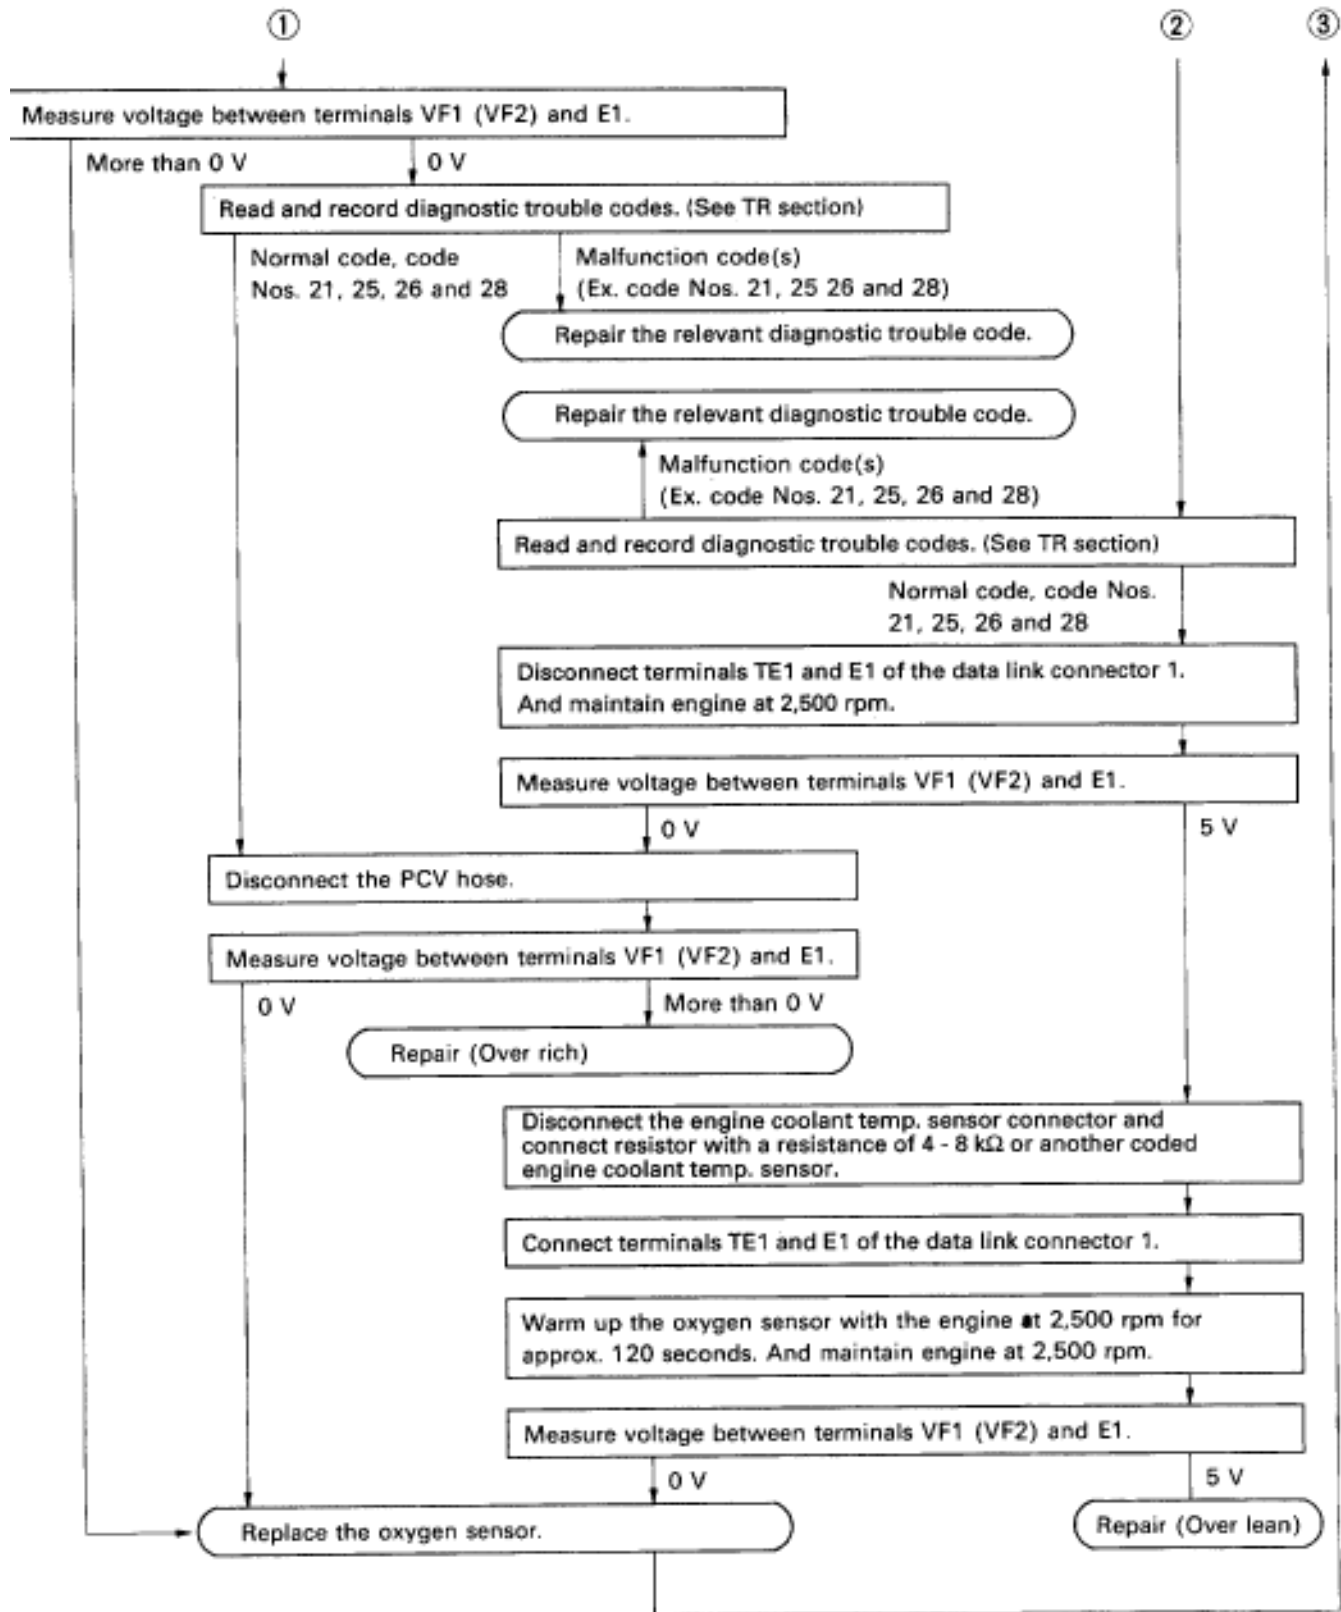 ① ② ③
Measure voltage between terminals VF1 (VF2) and E1.
More than 0 V 0 V
Read and record diagnostic trouble codes. (See TR section)
Normal code, code
Nos. 21, 25, 26 and 28
Malfunction code(s)
(Ex. code Nos. 21, 25 26 and 28)
Repair the relevant diagnostic trouble code.
Repair the relevant diagnostic trouble code.
Malfunction code(s)
(Ex. code Nos. 21, 25, 26 and 28)
Read and record diagnostic trouble codes. (See TR section)
Normal code, code Nos.
21, 25, 26 and 28
Disconnect terminals TE1 and E1 of the data link connector 1.
And maintain engine at 2,500 rpm.
Measure voltage between terminals VF1 (VF2) and E1.
0 V 5 V
Disconnect the PCV hose.
Measure voltage between terminals VF1 (VF2) and E1.
0 V More than 0 V
Repair (Over rich)
Disconnect the engine coolant temp. sensor connector and
connect resistor with a resistance of 4 - 8 kΩ or another coded
engine coolant temp. sensor.
Connect terminals TE1 and E1 of the data link connector 1.
Warm up the oxygen sensor with the engine at 2,500 rpm for
approx. 120 seconds. And maintain engine at 2,500 rpm.
Measure voltage between terminals VF1 (VF2) and E1.
0 V 5 V
Replace the oxygen sensor.
Repair (Over lean)